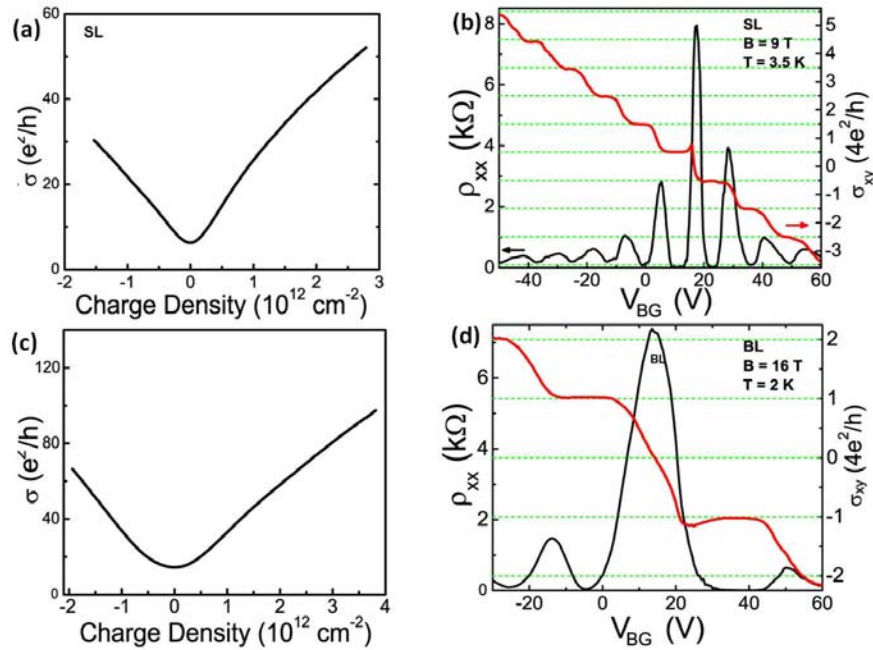 (a)
SL
60
40
20
0
σ (e²/h)
-2 -1 0 1 2 3
Charge Density (10¹² cm⁻²)
(b)
SL
B = 9 T
T = 3.5 K
8
6
4
2
0
ρxx (kΩ)
5
4
3
2
1
0
-1
-2
-3
σxy (4e²/h)
-40 -20 0 20 40 60
V_BG (V)
(c)
120
80
40
0
σ (e²/h)
-2 -1 0 1 2 3 4
Charge Density (10¹² cm⁻²)
(d)
BL
BL
B = 16 T
T = 2 K
6
4
2
0
ρxx (kΩ)
2
1
0
-1
-2
σxy (4e²/h)
-20 0 20 40 60
V_BG (V)